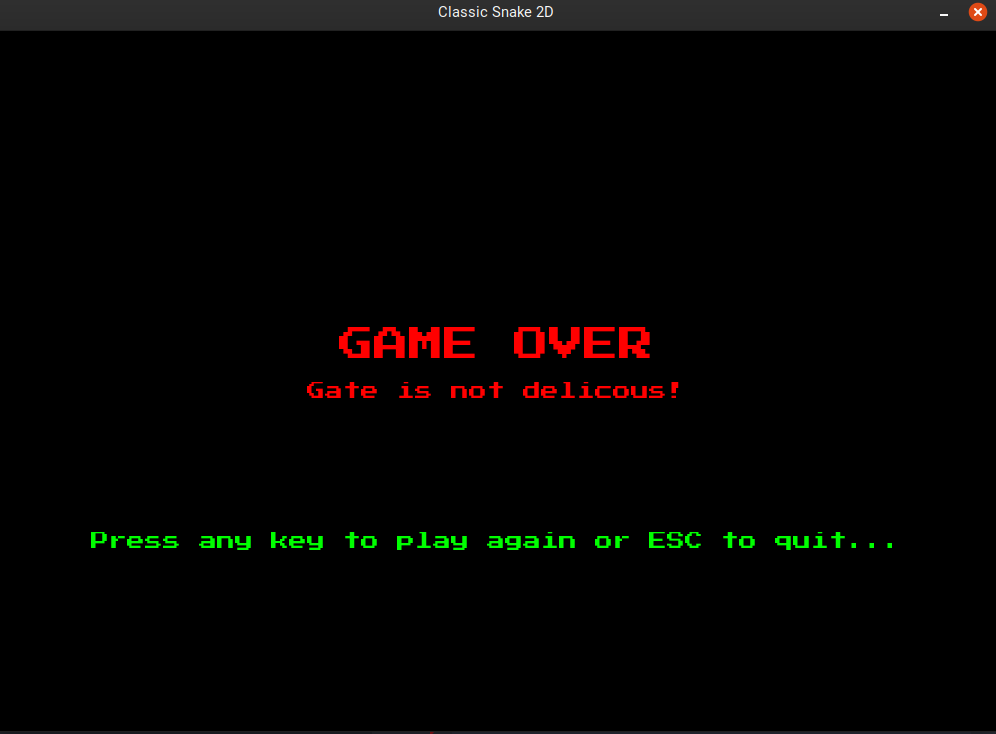 Classic Snake 2D
GAME OVER
Gate is not delicous!
Press any key to play again or ESC to quit...